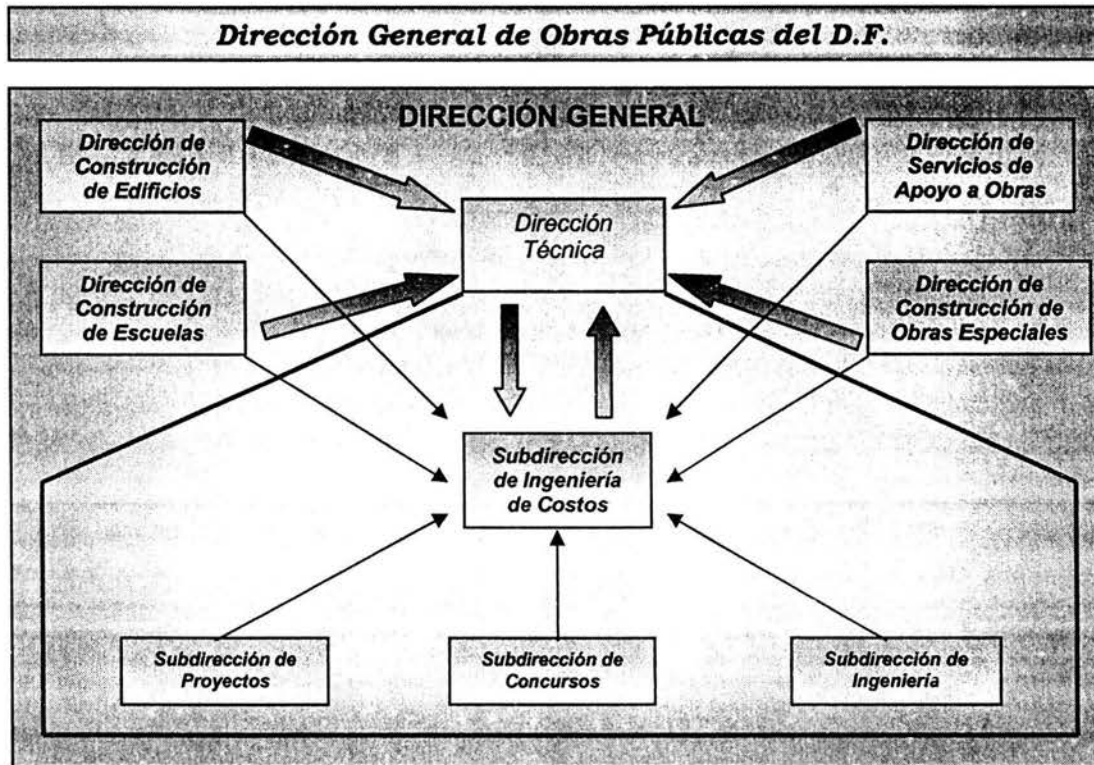 Dirección General de Obras Públicas del D.F.
DIRECCIÓN GENERAL
Dirección de
Construcción
de Edificios
Dirección de
Servicios de
Apoyo a Obras
Dirección
Técnica
Dirección de
Construcción
de Escuelas
Dirección de
Construcción de
Obras Especiales
Subdirección
de Ingeniería
de Costos
Subdirección de
Proyectos
Subdirección de
Concursos
Subdirección de
Ingeniería